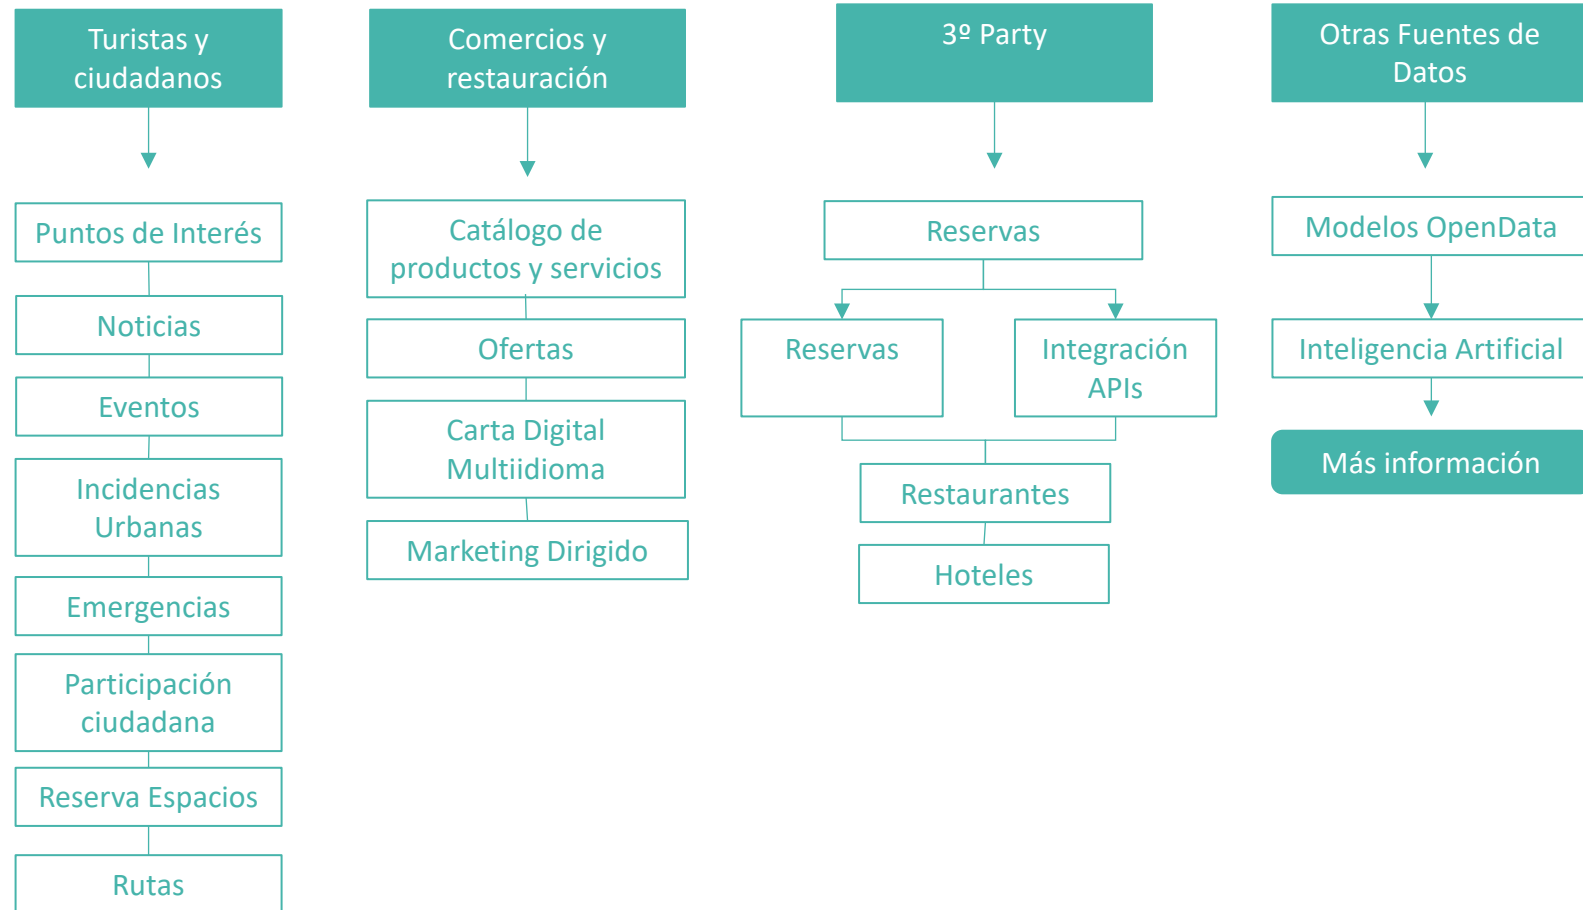 Turistas y
ciudadanos
Puntos de Interés
Noticias
Eventos
Incidencias
Urbanas
Emergencias
Participación
ciudadana
Reserva Espacios
Rutas
Comercios y
restauración
Catálogo de
productos y servicios
Ofertas
Carta Digital
Multiidioma
Marketing Dirigido
3º Party
Reservas
Reservas
Integración
APIs
Restaurantes
Hoteles
Otras Fuentes de
Datos
Modelos OpenData
Inteligencia Artificial
Más información